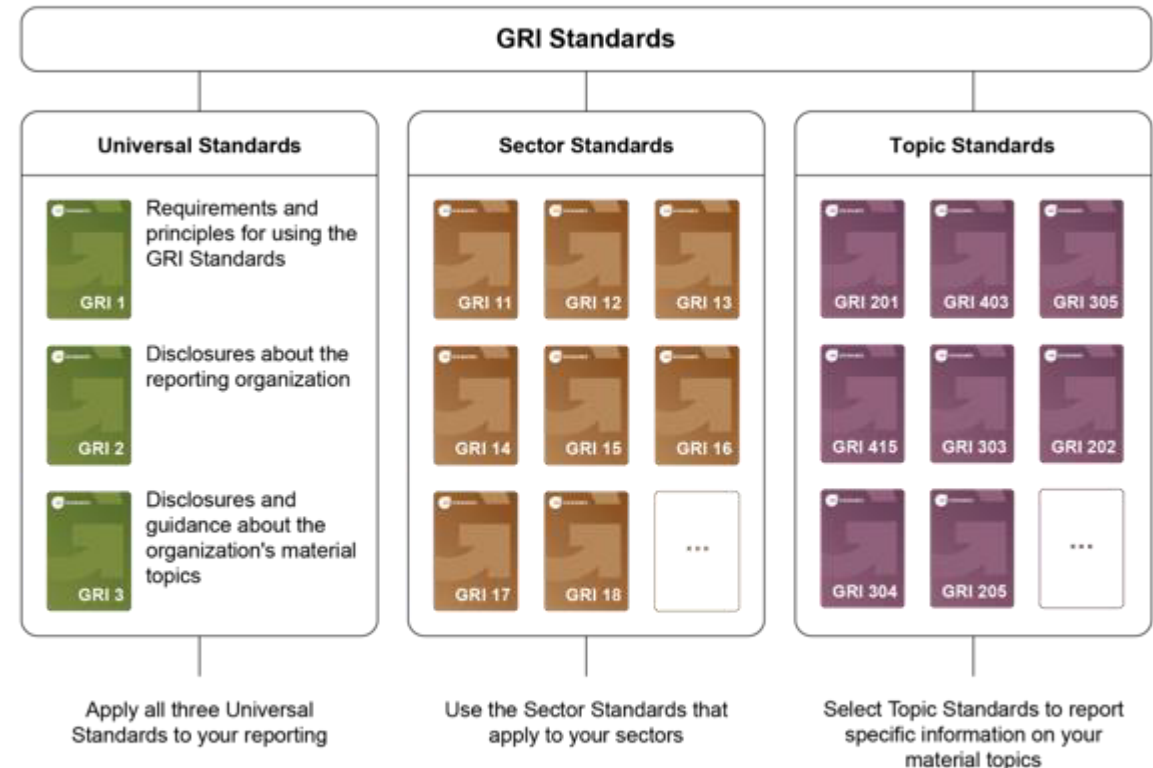 GRI Standards
Universal Standards
GRI 1
Requirements and
principles for using the
GRI Standards
GRI 2
Disclosures about the
reporting organization
GRI 3
Disclosures and
guidance about the
organization's material
topics
Apply all three Universal
Standards to your reporting
Sector Standards
GRI 11 GRI 12 GRI 13
GRI 14 GRI 15 GRI 16
GRI 17 GRI 18 ...
Use the Sector Standards that
apply to your sectors
Topic Standards
GRI 201 GRI 403 GRI 305
GRI 415 GRI 303 GRI 202
GRI 304 GRI 205 ...
Select Topic Standards to report
specific information on your
material topics